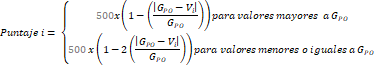 Puntaje i = { 500x(1 − (|G_PO − V_i| / G_PO)) para valores mayores a G_PO
500 x (1 − 2 (|G_PO − V_i| / G_PO)) para valores menores o iguales a G_PO